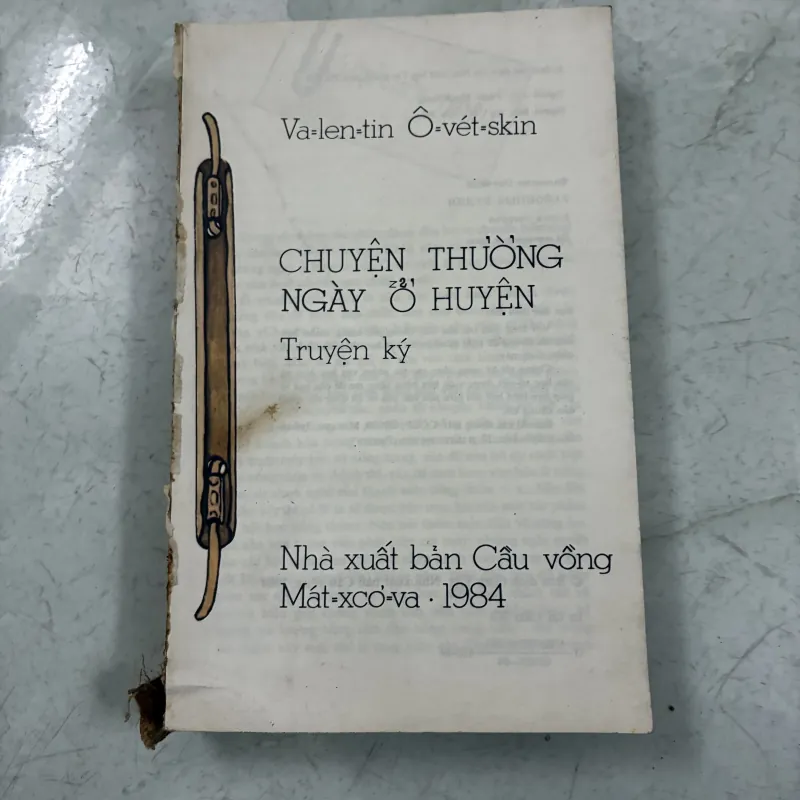 Va=len=tin Ô=vét=skin
CHUYỆN THƯỜNG
NGÀY Ở HUYỆN
Truyện ký
Nhà xuất bản Cầu vồng
Mát=xcơ=va · 1984